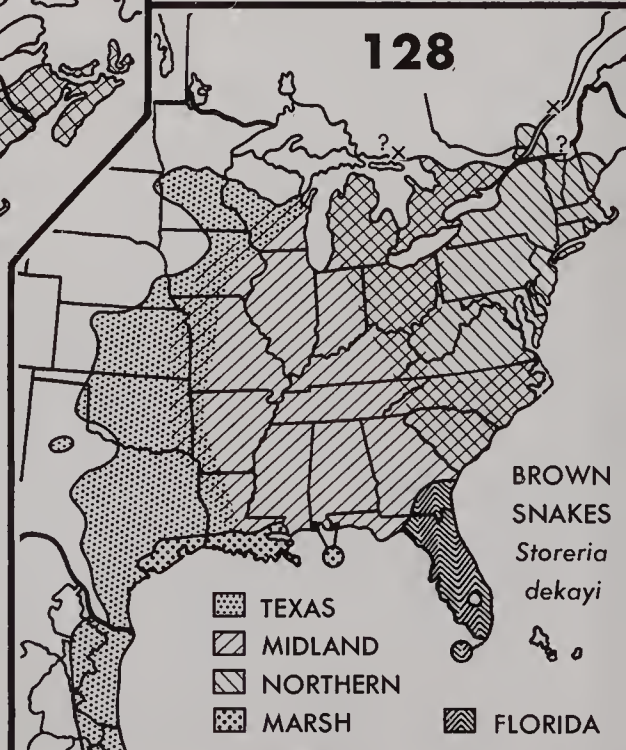 128
? ×
×
?
BROWN
SNAKES
Storeria
dekayi
TEXAS
MIDLAND
NORTHERN
MARSH
FLORIDA